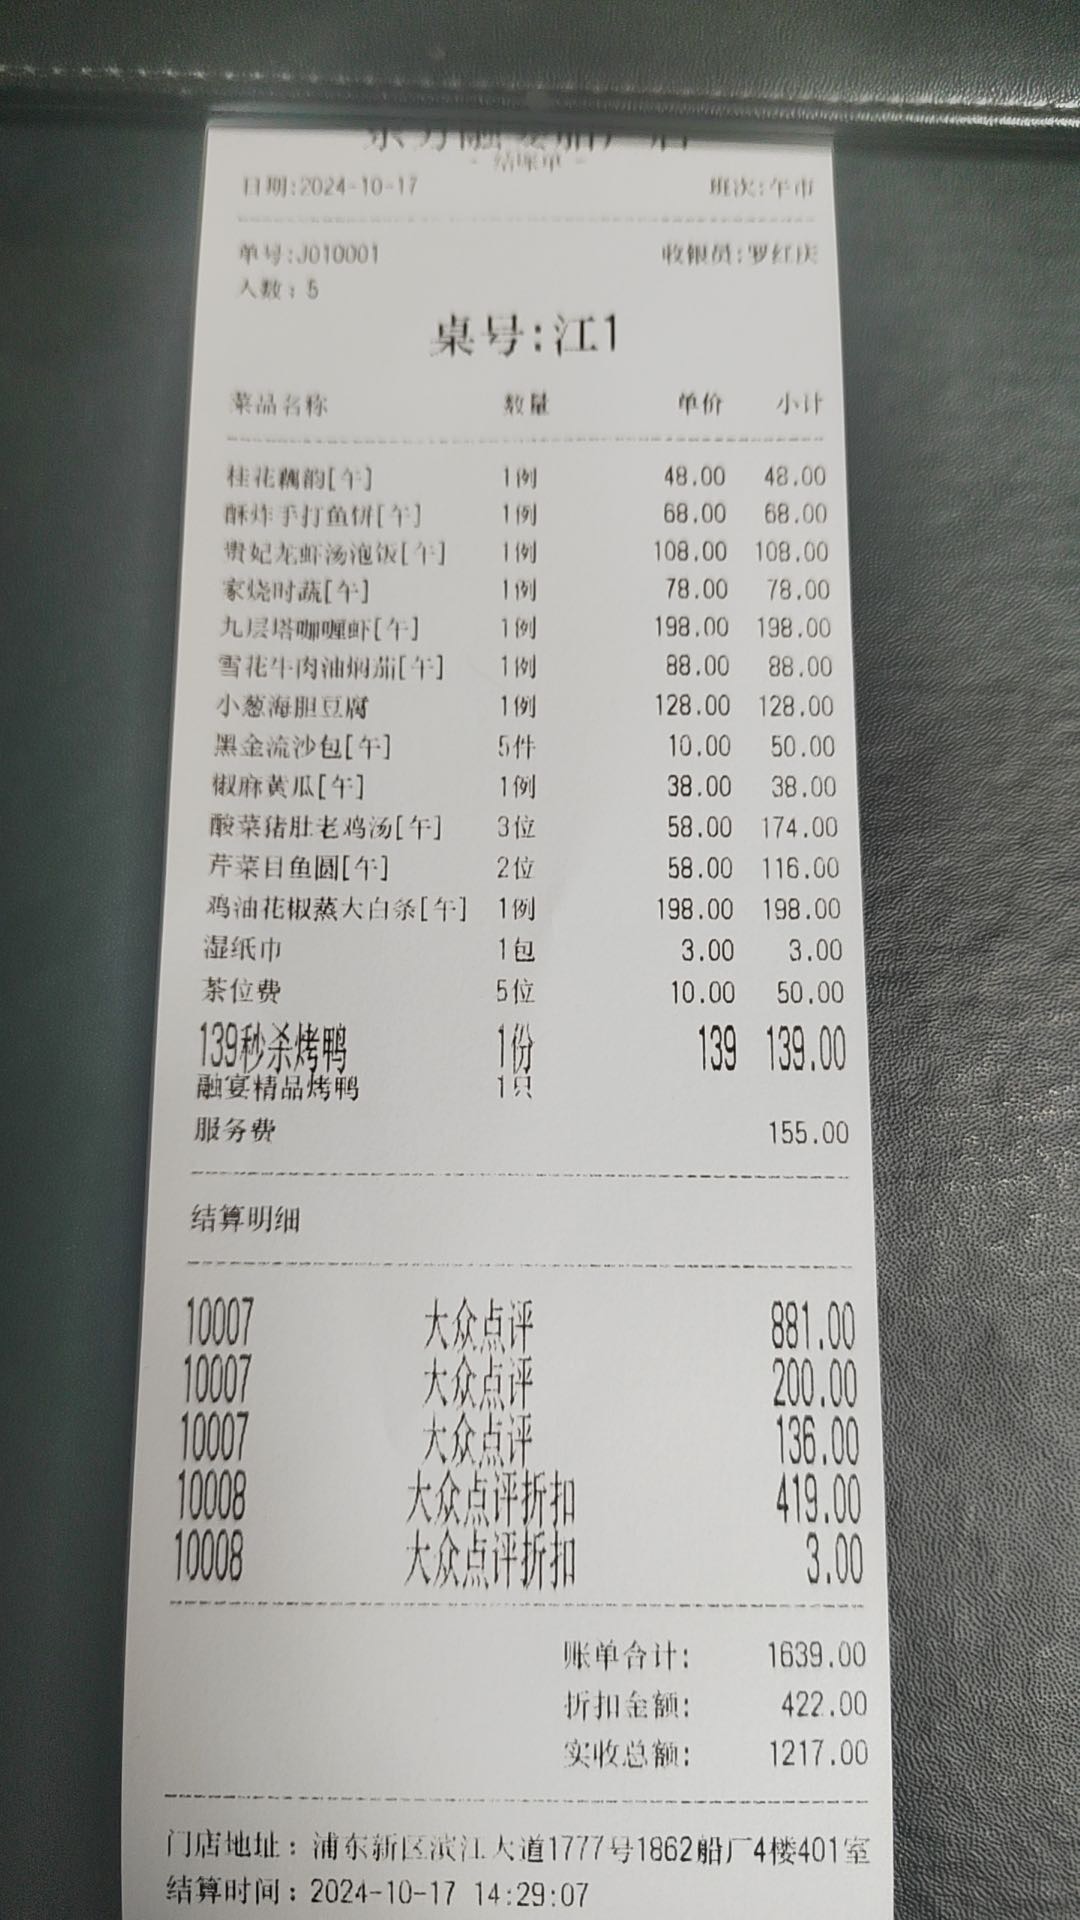 - 结账单 -
日期:2024-10-17 班次:午市
单号:J010001 收银员:罗红庆
人数: 5
桌号:江1
菜品名称 数量 单价 小计
桂花藕韵[午] 1例 48.00 48.00
酥炸手打鱼饼[午] 1例 68.00 68.00
贵妃龙虾汤泡饭[午] 1例 108.00 108.00
家烧时蔬[午] 1例 78.00 78.00
九层塔咖喱虾[午] 1例 198.00 198.00
雪花牛肉油焖茄[午] 1例 88.00 88.00
小葱海胆豆腐 1例 128.00 128.00
黑金流沙包[午] 5件 10.00 50.00
椒麻黄瓜[午] 1例 38.00 38.00
酸菜猪肚老鸡汤[午] 3位 58.00 174.00
芹菜目鱼圆[午] 2位 58.00 116.00
鸡油花椒蒸大白条[午] 1例 198.00 198.00
湿纸巾 1包 3.00 3.00
茶位费 5位 10.00 50.00
139秒杀烤鸭 1份 139 139.00
融宴精品烤鸭 1只
服务费 155.00
结算明细
10007 大众点评 881.00
10007 大众点评 200.00
10007 大众点评 136.00
10008 大众点评折扣 419.00
10008 大众点评折扣 3.00
账单合计: 1639.00
折扣金额: 422.00
实收总额: 1217.00
门店地址: 浦东新区滨江大道1777号1862船厂4楼401室
结算时间: 2024-10-17 14:29:07